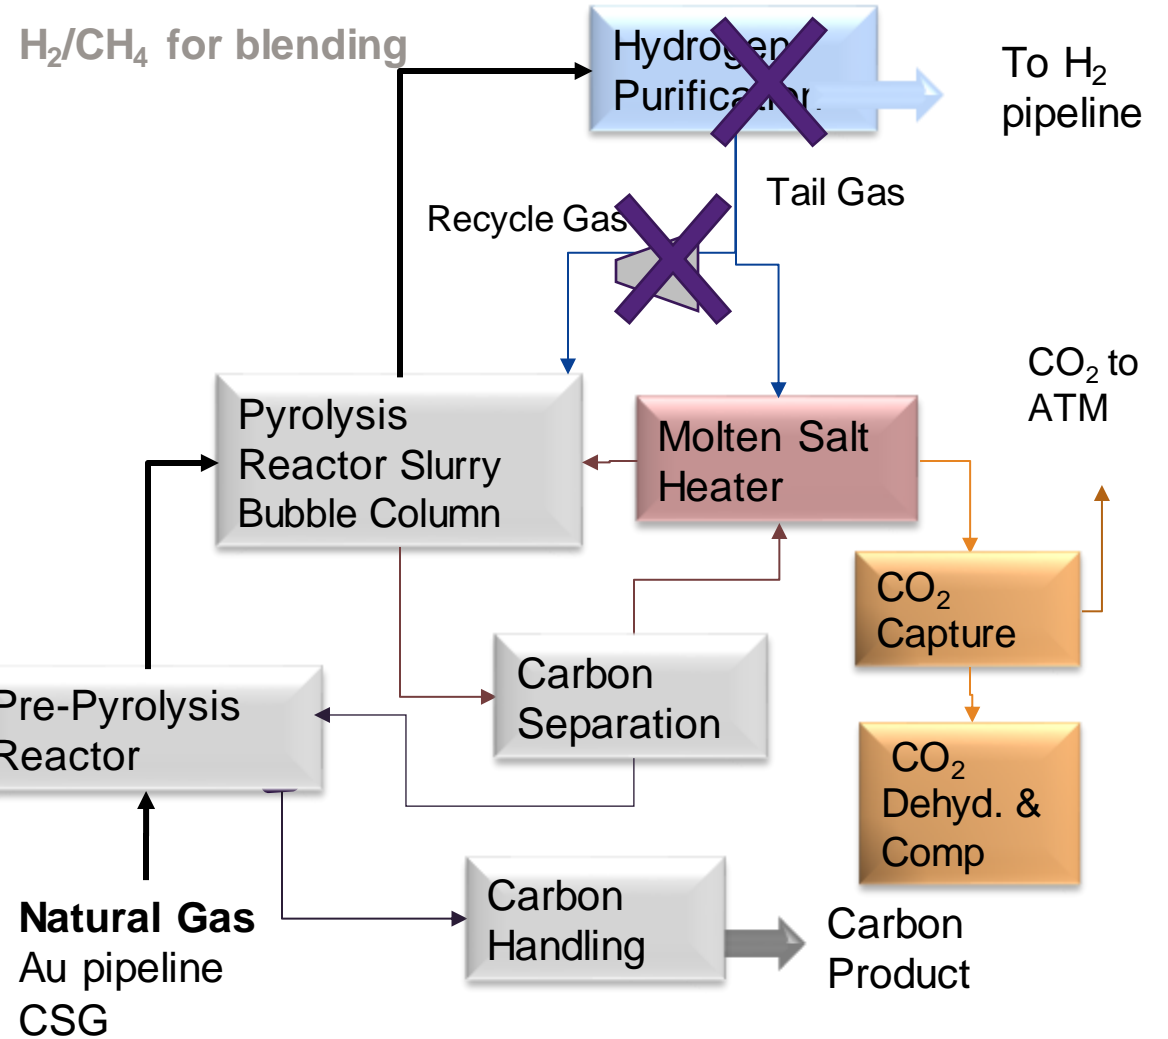 H₂/CH₄ for blending
Hydrogen
Purification
To H₂
pipeline
Tail Gas
Recycle Gas
CO₂ to
ATM
Pyrolysis
Reactor Slurry
Bubble Column
Molten Salt
Heater
CO₂
Capture
Carbon
Separation
Pre-Pyrolysis
Reactor
CO₂
Dehyd. &
Comp
Carbon
Handling
Carbon
Product
Natural Gas
Au pipeline
CSG